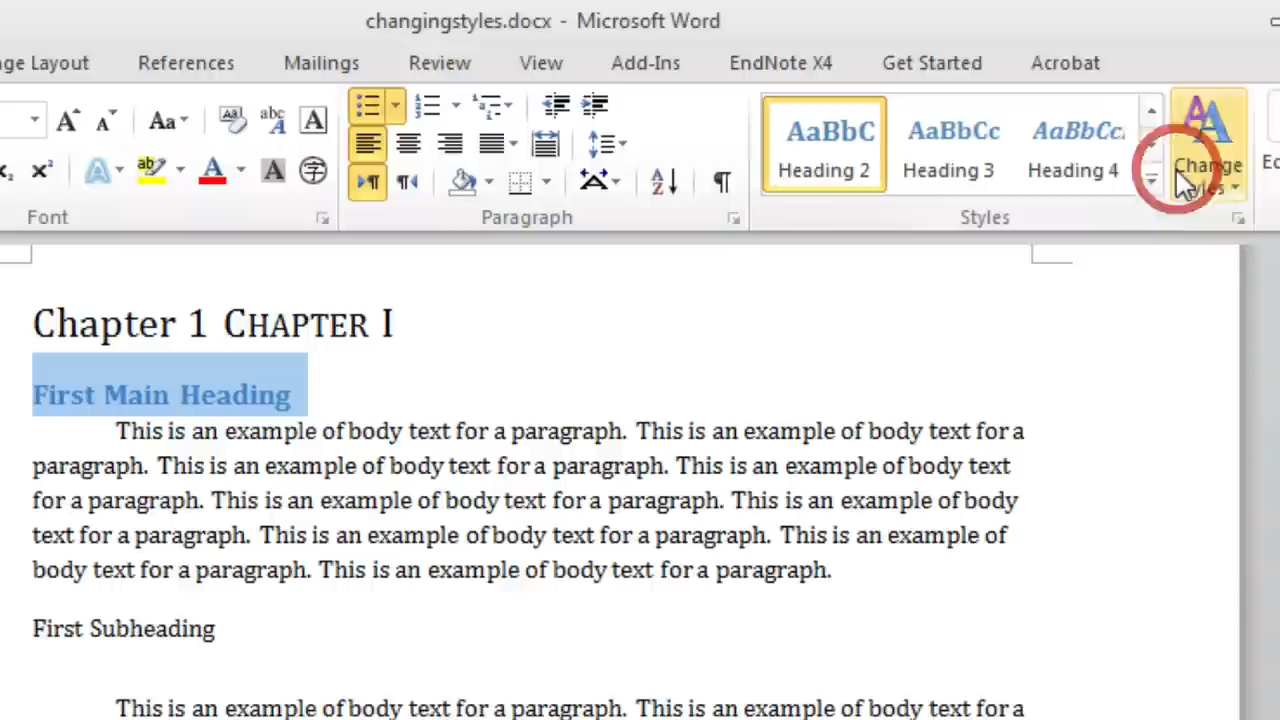 changingstyles.docx - Microsoft Word
ge Layout References Mailings Review View Add-Ins EndNote X4 Get Started Acrobat
Aa abc A
AaBbC AaBbCc AaBbCc
Heading 2 Heading 3 Heading 4 Change
yles
Font Paragraph Styles
Chapter 1 CHAPTER I
First Main Heading
This is an example of body text for a paragraph. This is an example of body text for a
paragraph. This is an example of body text for a paragraph. This is an example of body text
for a paragraph. This is an example of body text for a paragraph. This is an example of body
text for a paragraph. This is an example of body text for a paragraph. This is an example of
body text for a paragraph. This is an example of body text for a paragraph.
First Subheading
This is an example of body text for a paragraph. This is an example of body text for a